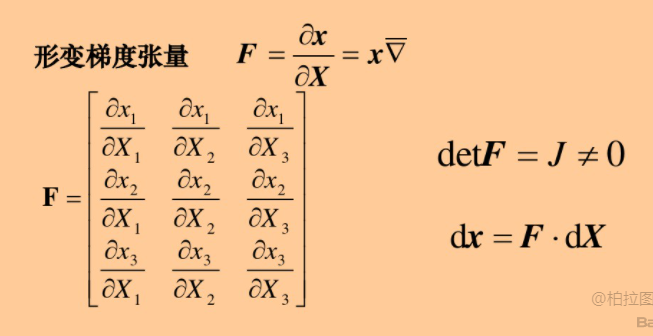 形变梯度张量 F = ∂x/∂X = x∇̅
F = [ ∂x₁/∂X₁ ∂x₁/∂X₂ ∂x₁/∂X₃
∂x₂/∂X₁ ∂x₂/∂X₂ ∂x₂/∂X₃
∂x₃/∂X₁ ∂x₃/∂X₂ ∂x₃/∂X₃ ]
detF = J ≠ 0
dx = F · dX
@柏拉图
Ba